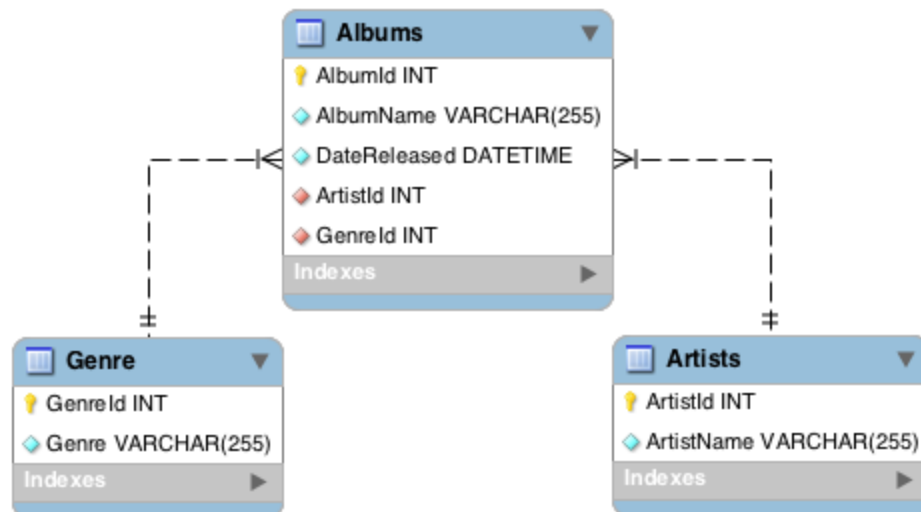 Albums
AlbumId INT
AlbumName VARCHAR(255)
DateReleased DATETIME
ArtistId INT
GenreId INT
Indexes
Genre
GenreId INT
Genre VARCHAR(255)
Indexes
Artists
ArtistId INT
ArtistName VARCHAR(255)
Indexes